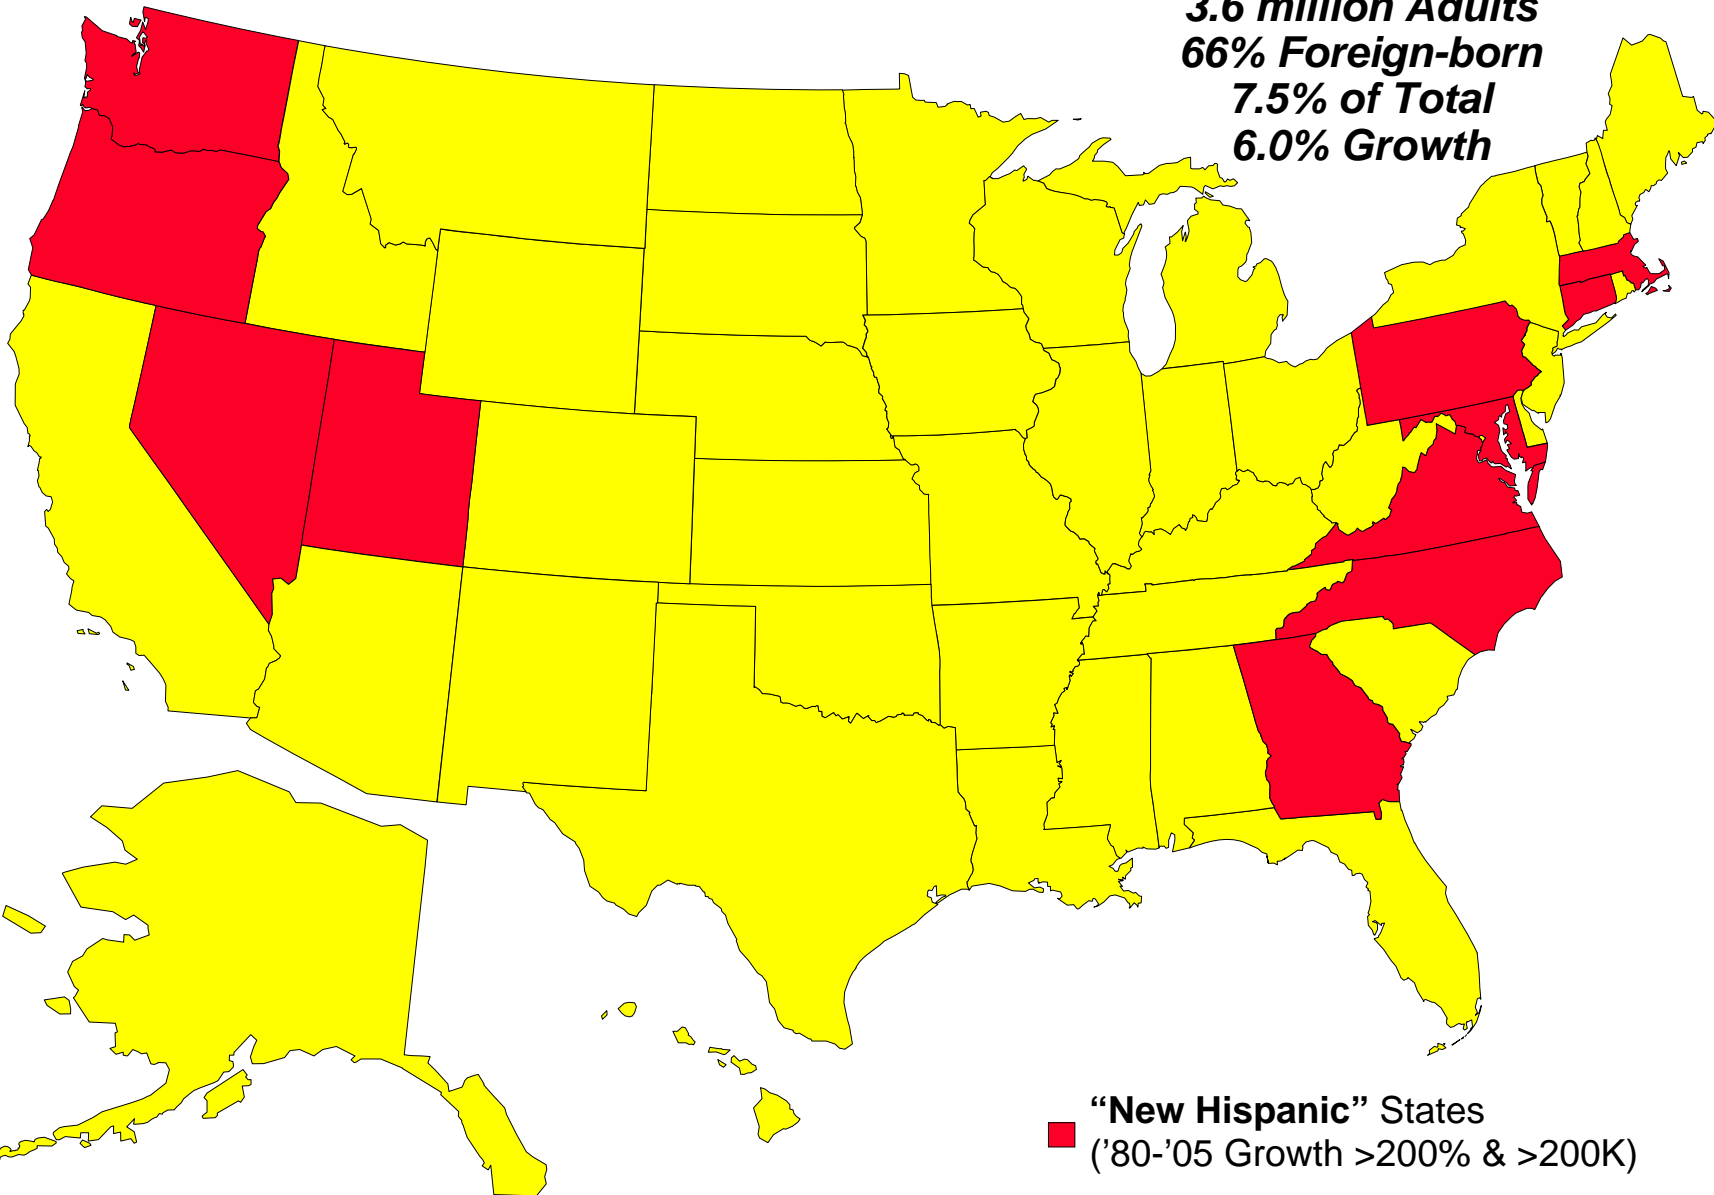 3.6 million Adults
66% Foreign-born
7.5% of Total
6.0% Growth
“New Hispanic” States
(’80-’05 Growth >200% & >200K)